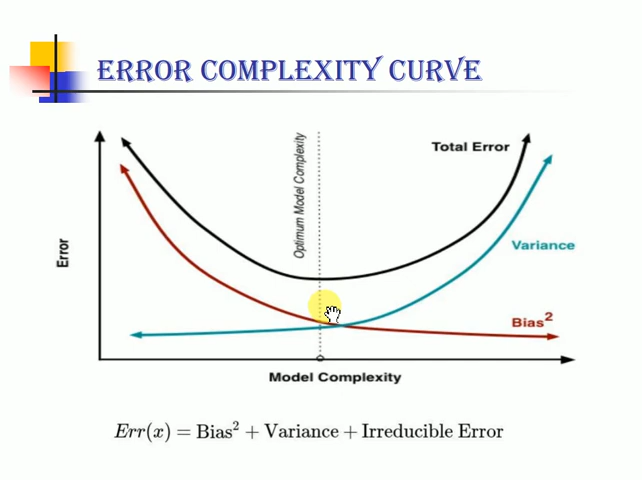 ERROR COMPLEXITY CURVE
Total Error
Optimum Model Complexity
Error
Variance
Bias²
Model Complexity
Err(x) = Bias² + Variance + Irreducible Error